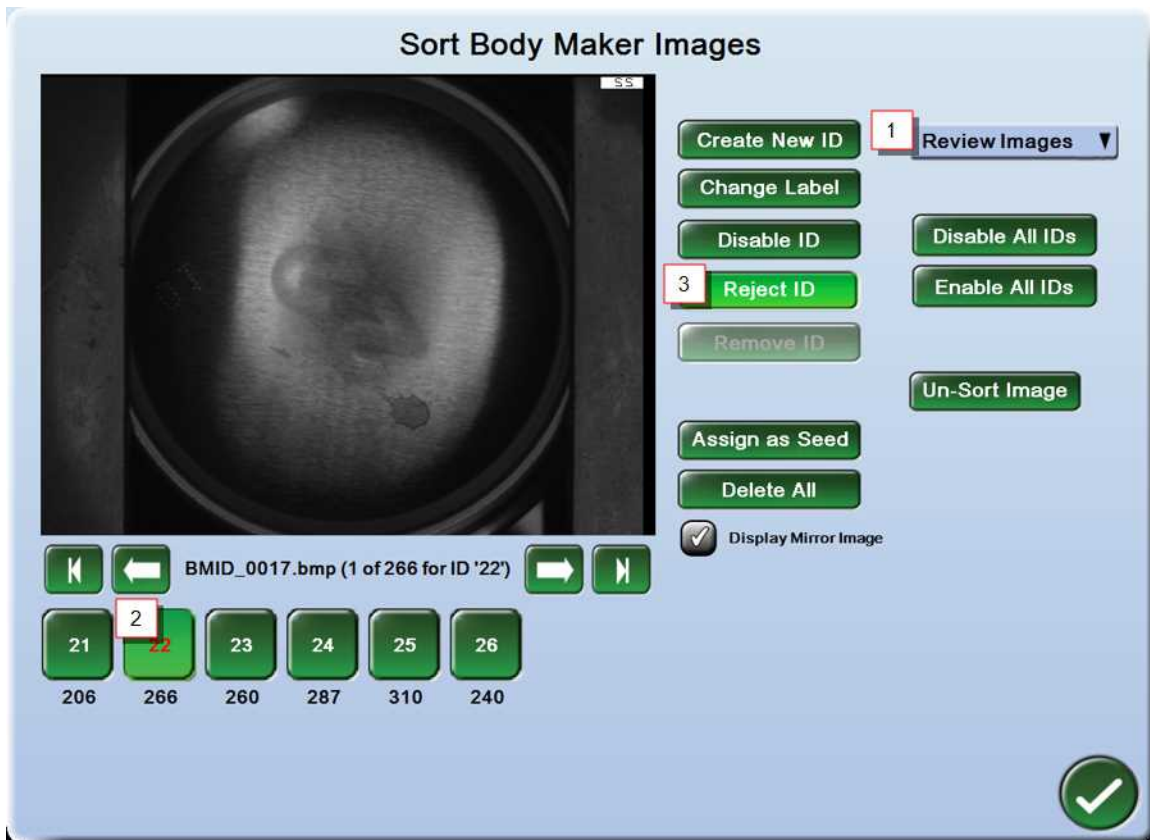 Sort Body Maker Images
SS
Create New ID
1
Review Images
Change Label
Disable ID
Disable All IDs
3
Reject ID
Enable All IDs
Remove ID
Un-Sort Image
Assign as Seed
Delete All
Display Mirror Image
BMID_0017.bmp (1 of 266 for ID '22')
2
21
22
23
24
25
26
206
266
260
287
310
240